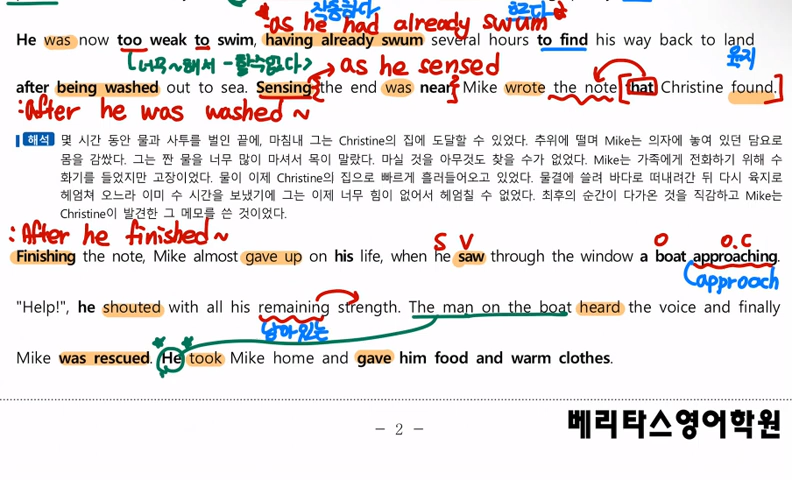 집중하다 흐르다
as he had already swum
He was now too weak to swim, having already swum several hours to find his way back to land
(너무~해서 -할수없다) as he sensed 육지
after being washed out to sea. Sensing the end was near, Mike wrote the note that Christine found.
:After he was washed ~
해석 몇 시간 동안 물과 사투를 벌인 끝에, 마침내 그는 Christine의 집에 도달할 수 있었다. 추위에 떨며 Mike는 의자에 놓여 있던 담요로
몸을 감쌌다. 그는 짠 물을 너무 많이 마셔서 목이 말랐다. 마실 것을 아무것도 찾을 수가 없었다. Mike는 가족에게 전화하기 위해 수
화기를 들었지만 고장이었다. 물이 이제 Christine의 집으로 빠르게 흘러들어오고 있었다. 물결에 쓸려 바다로 떠내려간 뒤 다시 육지로
헤엄쳐 오느라 이미 수 시간을 보냈기에 그는 이제 너무 힘이 없어서 헤엄칠 수 없었다. 최후의 순간이 다가온 것을 직감하고 Mike는
Christine이 발견한 그 메모를 쓴 것이었다.
:After he finished ~ S V O O.C
Finishing the note, Mike almost gave up on his life, when he saw through the window a boat approaching.
approach
"Help!", he shouted with all his remaining strength. The man on the boat heard the voice and finally
남아있는
Mike was rescued. He took Mike home and gave him food and warm clothes.
- 2 -
베리타스영어학원